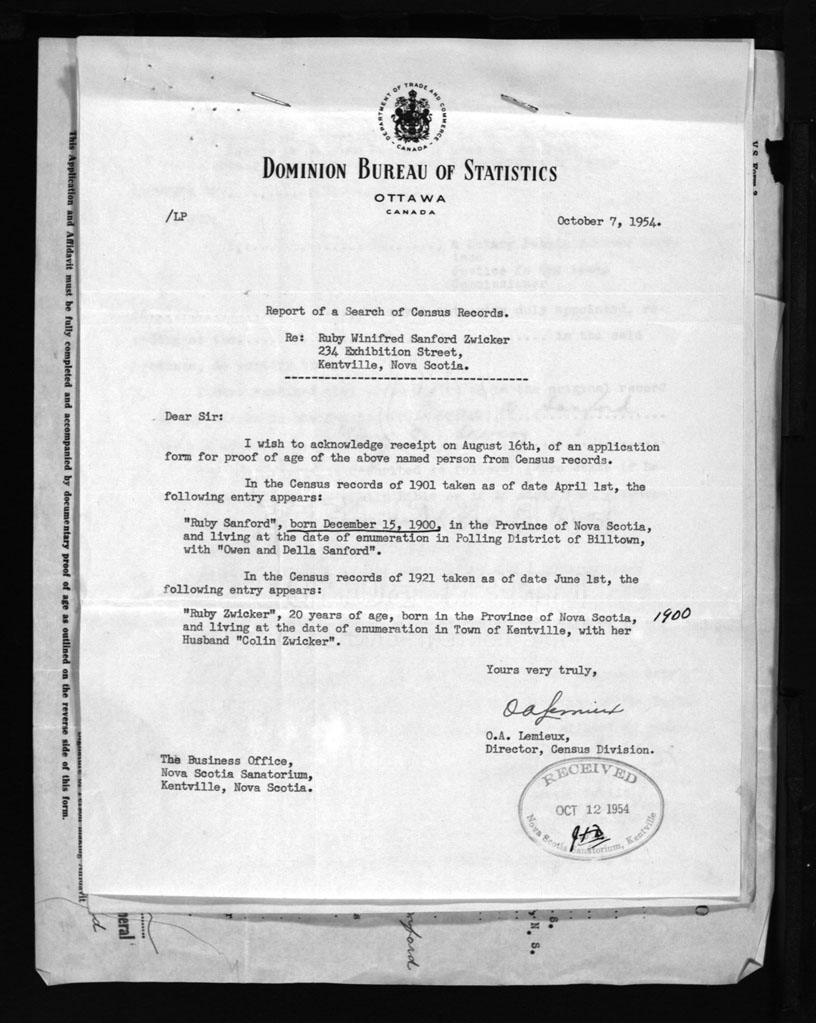 DEPARTMENT OF TRADE AND COMMERCE
- CANADA -
DOMINION BUREAU OF STATISTICS
OTTAWA
CANADA
/LP
October 7, 1954.
Report of a Search of Census Records.
Re: Ruby Winifred Sanford Zwicker
234 Exhibition Street,
Kentville, Nova Scotia.
Dear Sir:
I wish to acknowledge receipt on August 16th, of an application
form for proof of age of the above named person from Census records.
In the Census records of 1901 taken as of date April 1st, the
following entry appears:
"Ruby Sanford", born December 15, 1900, in the Province of Nova Scotia,
and living at the date of enumeration in Polling District of Billtown,
with "Owen and Della Sanford".
In the Census records of 1921 taken as of date June 1st, the
following entry appears:
"Ruby Zwicker", 20 years of age, born in the Province of Nova Scotia, 1900
and living at the date of enumeration in Town of Kentville, with her
Husband "Colin Zwicker".
Yours very truly,
O A Lemieux
O.A. Lemieux,
Director, Census Division.
The Business Office,
Nova Scotia Sanatorium,
Kentville, Nova Scotia.
RECEIVED
OCT 12 1954
Nova Scotia Sanatorium, Kentville
This Application and Affidavit must be fully completed and accompanied by documentary proof of age as outlined on the reverse side of this form.
N. S.